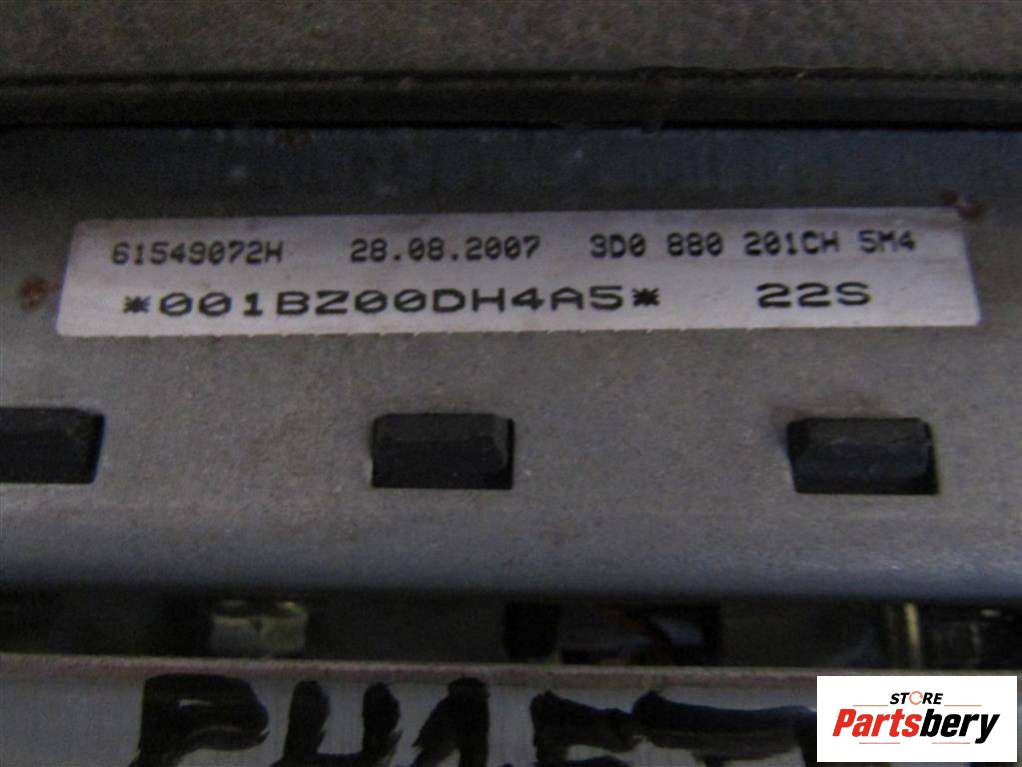 61549072H 28.08.2007 3D0 880 201CH 5M4
*001BZ00DH4A5* 22S
STORE
Partsbery